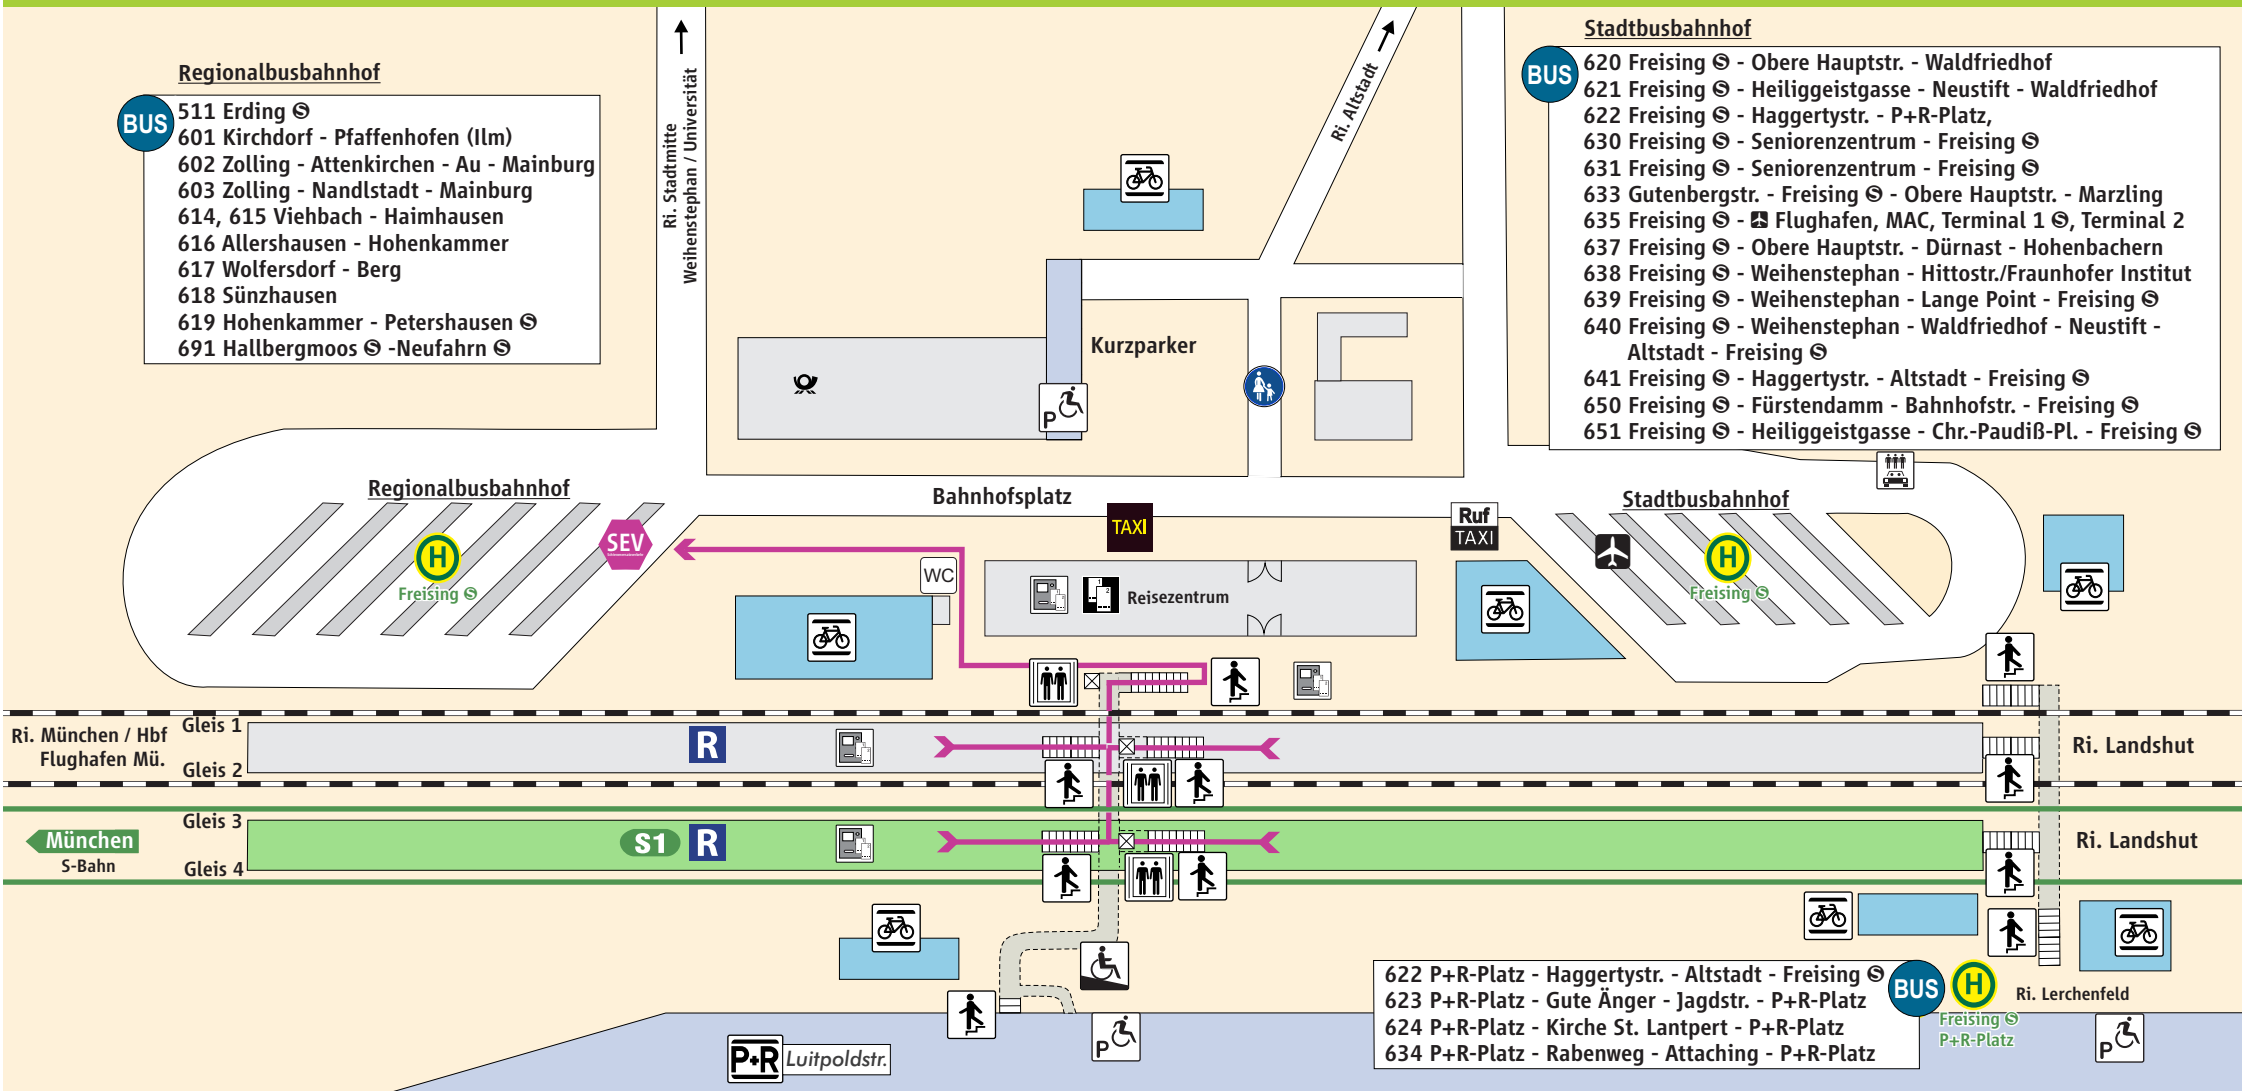 Regionalbusbahnhof
BUS
511 Erding S
601 Kirchdorf - Pfaffenhofen (Ilm)
602 Zolling - Attenkirchen - Au - Mainburg
603 Zolling - Nandlstadt - Mainburg
614, 615 Viehbach - Haimhausen
616 Allershausen - Hohenkammer
617 Wolfersdorf - Berg
618 Sünzhausen
619 Hohenkammer - Petershausen S
691 Hallbergmoos S -Neufahrn S
Ri. Stadtmitte
Weihenstephan / Universität
Ri. Altstadt
Stadtbusbahnhof
BUS
620 Freising S - Obere Hauptstr. - Waldfriedhof
621 Freising S - Heiliggeistgasse - Neustift - Waldfriedhof
622 Freising S - Haggertystr. - P+R-Platz,
630 Freising S - Seniorenzentrum - Freising S
631 Freising S - Seniorenzentrum - Freising S
633 Gutenbergstr. - Freising S - Obere Hauptstr. - Marzling
635 Freising S - Flughafen, MAC, Terminal 1 S, Terminal 2
637 Freising S - Obere Hauptstr. - Dürnast - Hohenbachern
638 Freising S - Weihenstephan - Hittostr./Fraunhofer Institut
639 Freising S - Weihenstephan - Lange Point - Freising S
640 Freising S - Weihenstephan - Waldfriedhof - Neustift -
Altstadt - Freising S
641 Freising S - Haggertystr. - Altstadt - Freising S
650 Freising S - Fürstendamm - Bahnhofstr. - Freising S
651 Freising S - Heiliggeistgasse - Chr.-Paudiß-Pl. - Freising S
Kurzparker
P
Regionalbusbahnhof
H
Freising S
SEV
Bahnhofsplatz
TAXI
Ruf
TAXI
Stadtbusbahnhof
H
Freising S
WC
1
2
Reisezentrum
Ri. München / Hbf
Flughafen Mü.
Gleis 1
Gleis 2
R
Ri. Landshut
München
S-Bahn
Gleis 3
Gleis 4
S1
R
Ri. Landshut
P+R
Luitpoldstr.
P
622 P+R-Platz - Haggertystr. - Altstadt - Freising S
623 P+R-Platz - Gute Änger - Jagdstr. - P+R-Platz
624 P+R-Platz - Kirche St. Lantpert - P+R-Platz
634 P+R-Platz - Rabenweg - Attaching - P+R-Platz
BUS
H
Freising S
P+R-Platz
Ri. Lerchenfeld
P